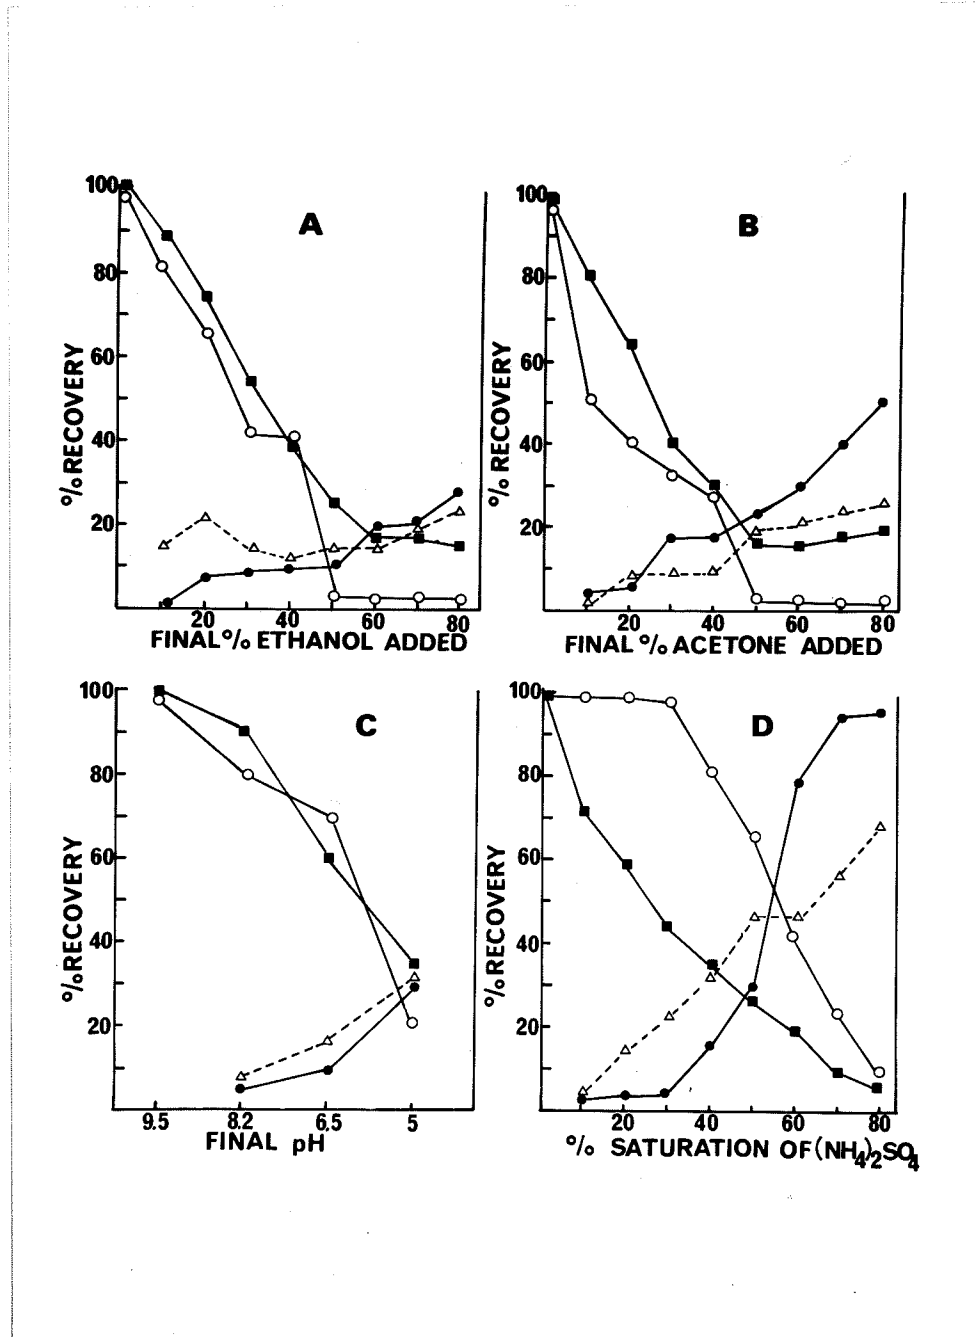 A
% RECOVERY
100
80
60
40
20
20 40 60 80
FINAL % ETHANOL ADDED
B
% RECOVERY
100
80
60
40
20
20 40 60 80
FINAL % ACETONE ADDED
C
% RECOVERY
100
80
60
40
20
9.5 8.2 6.5 5
FINAL pH
D
% RECOVERY
100
80
60
40
20
20 40 60 80
% SATURATION OF (NH₄)₂SO₄